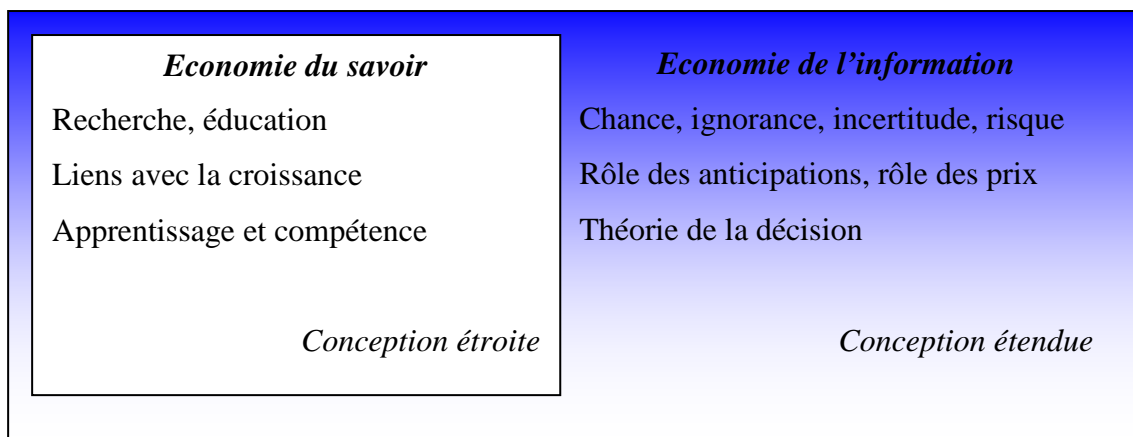 Economie du savoir
Recherche, éducation
Liens avec la croissance
Apprentissage et compétence
Conception étroite
Economie de l’information
Chance, ignorance, incertitude, risque
Rôle des anticipations, rôle des prix
Théorie de la décision
Conception étendue